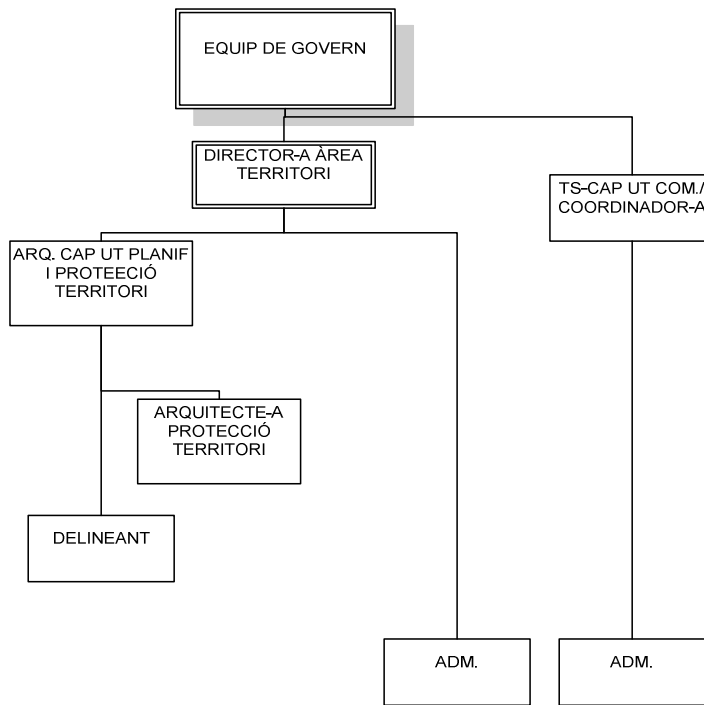 EQUIP DE GOVERN
DIRECTOR-A ÀREA
TERRITORI
TS-CAP UT COM./
COORDINADOR-A
ARQ. CAP UT PLANIF
I PROTEECIÓ
TERRITORI
ARQUITECTE-A
PROTECCIÓ
TERRITORI
DELINEANT
ADM.
ADM.